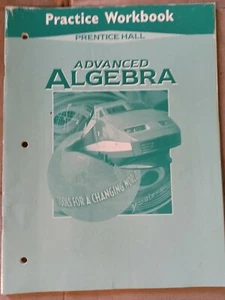 Practice Workbook
PRENTICE HALL
ADVANCED
ALGEBRA
TOOLS FOR A CHANGING WORLD